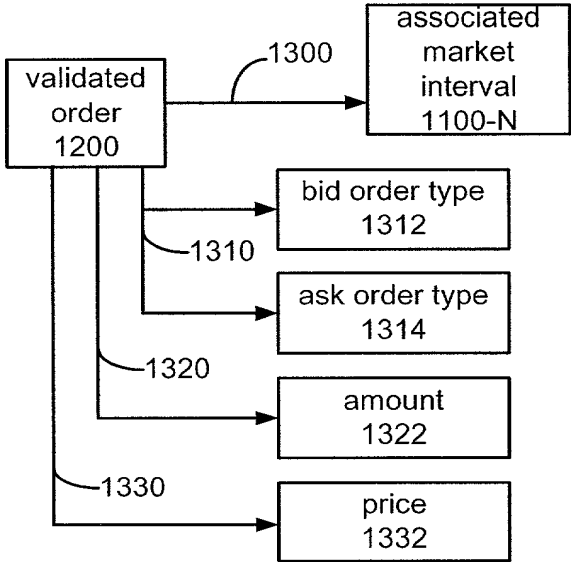 associated
market
interval
1100-N
1300
validated
order
1200
bid order type
1312
1310
ask order type
1314
1320
amount
1322
1330
price
1332